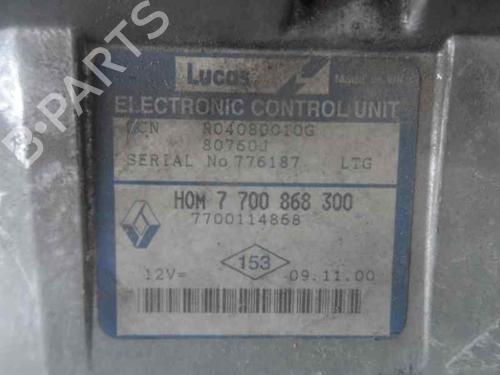 Lucas
ELECTRONIC CONTROL UNIT
R04080010G
80760J
SERIAL No 776187 LTG
HOM 7 700 868 300
7700114868
153
12V= 09.11.00
B-PARTS